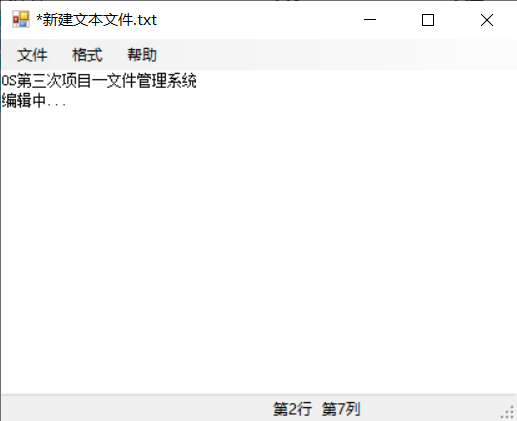 *新建文本文件.txt
文件 格式 帮助
OS第三次项目—文件管理系统
编辑中...
第2行 第7列